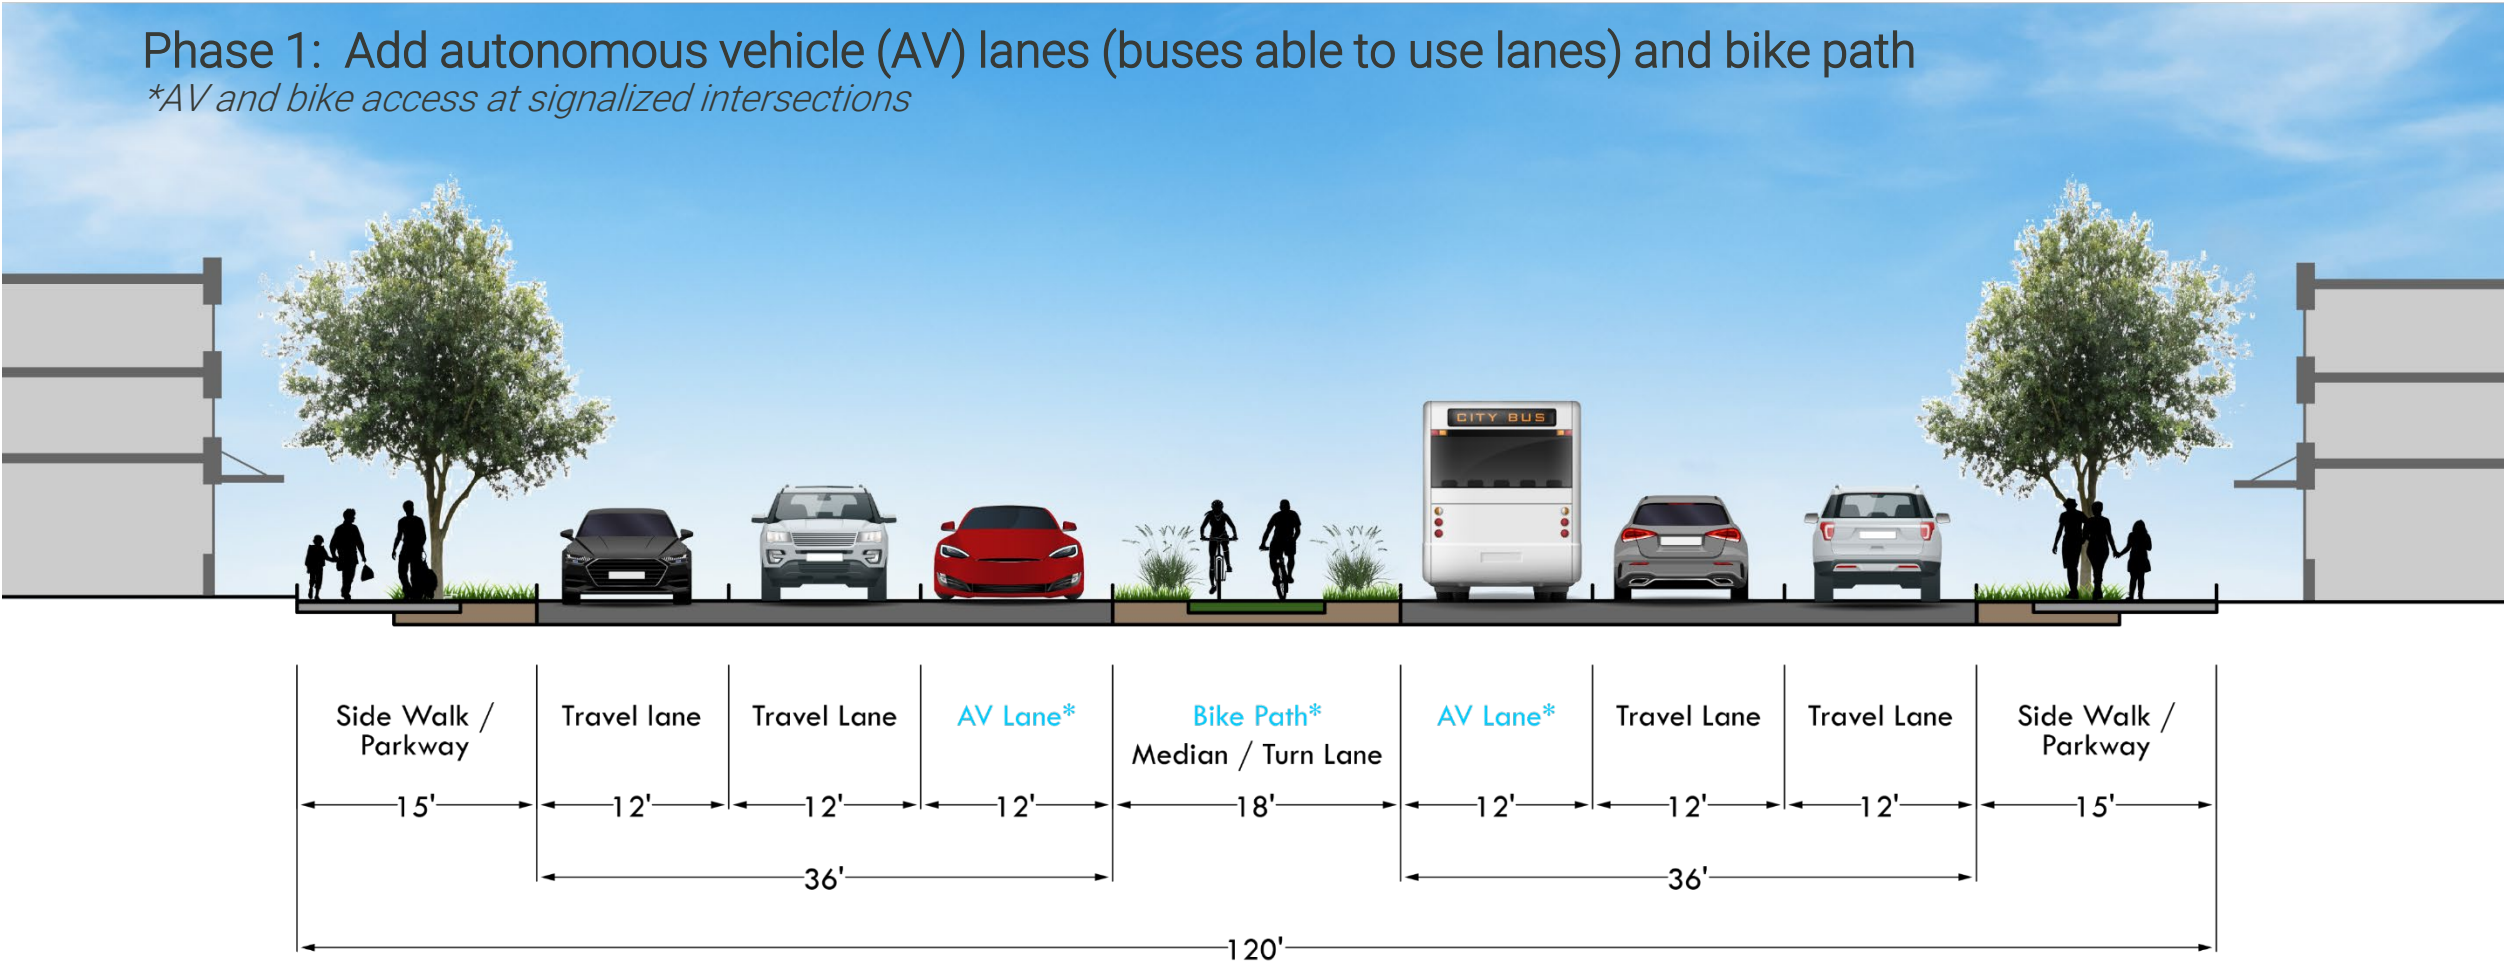 Phase 1: Add autonomous vehicle (AV) lanes (buses able to use lanes) and bike path
*AV and bike access at signalized intersections
CITY BUS
Side Walk /
Parkway
Travel lane
Travel Lane
AV Lane*
Bike Path*
Median / Turn Lane
AV Lane*
Travel Lane
Travel Lane
Side Walk /
Parkway
15'
12'
12'
12'
18'
12'
12'
12'
15'
36'
36'
120'